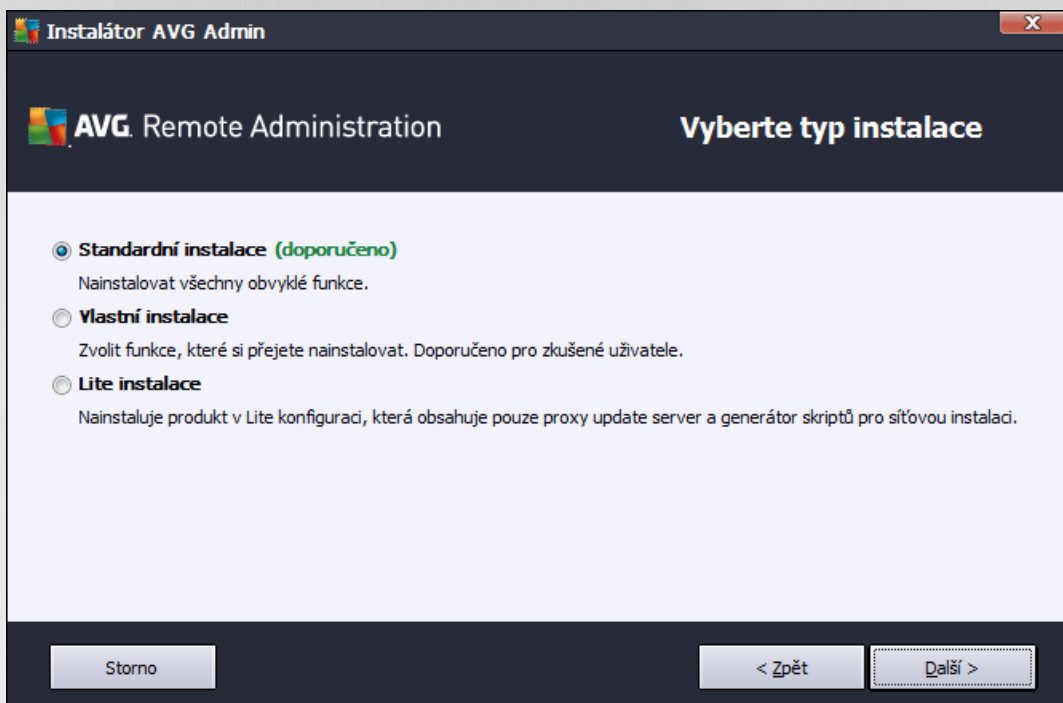 Instalátor AVG Admin
AVG. Remote Administration
Vyberte typ instalace
Standardní instalace (doporučeno)
Nainstalovat všechny obvyklé funkce.
Vlastní instalace
Zvolit funkce, které si přejete nainstalovat. Doporučeno pro zkušené uživatele.
Lite instalace
Nainstaluje produkt v Lite konfiguraci, která obsahuje pouze proxy update server a generátor skriptů pro síťovou instalaci.
Storno
< Zpět
Další >